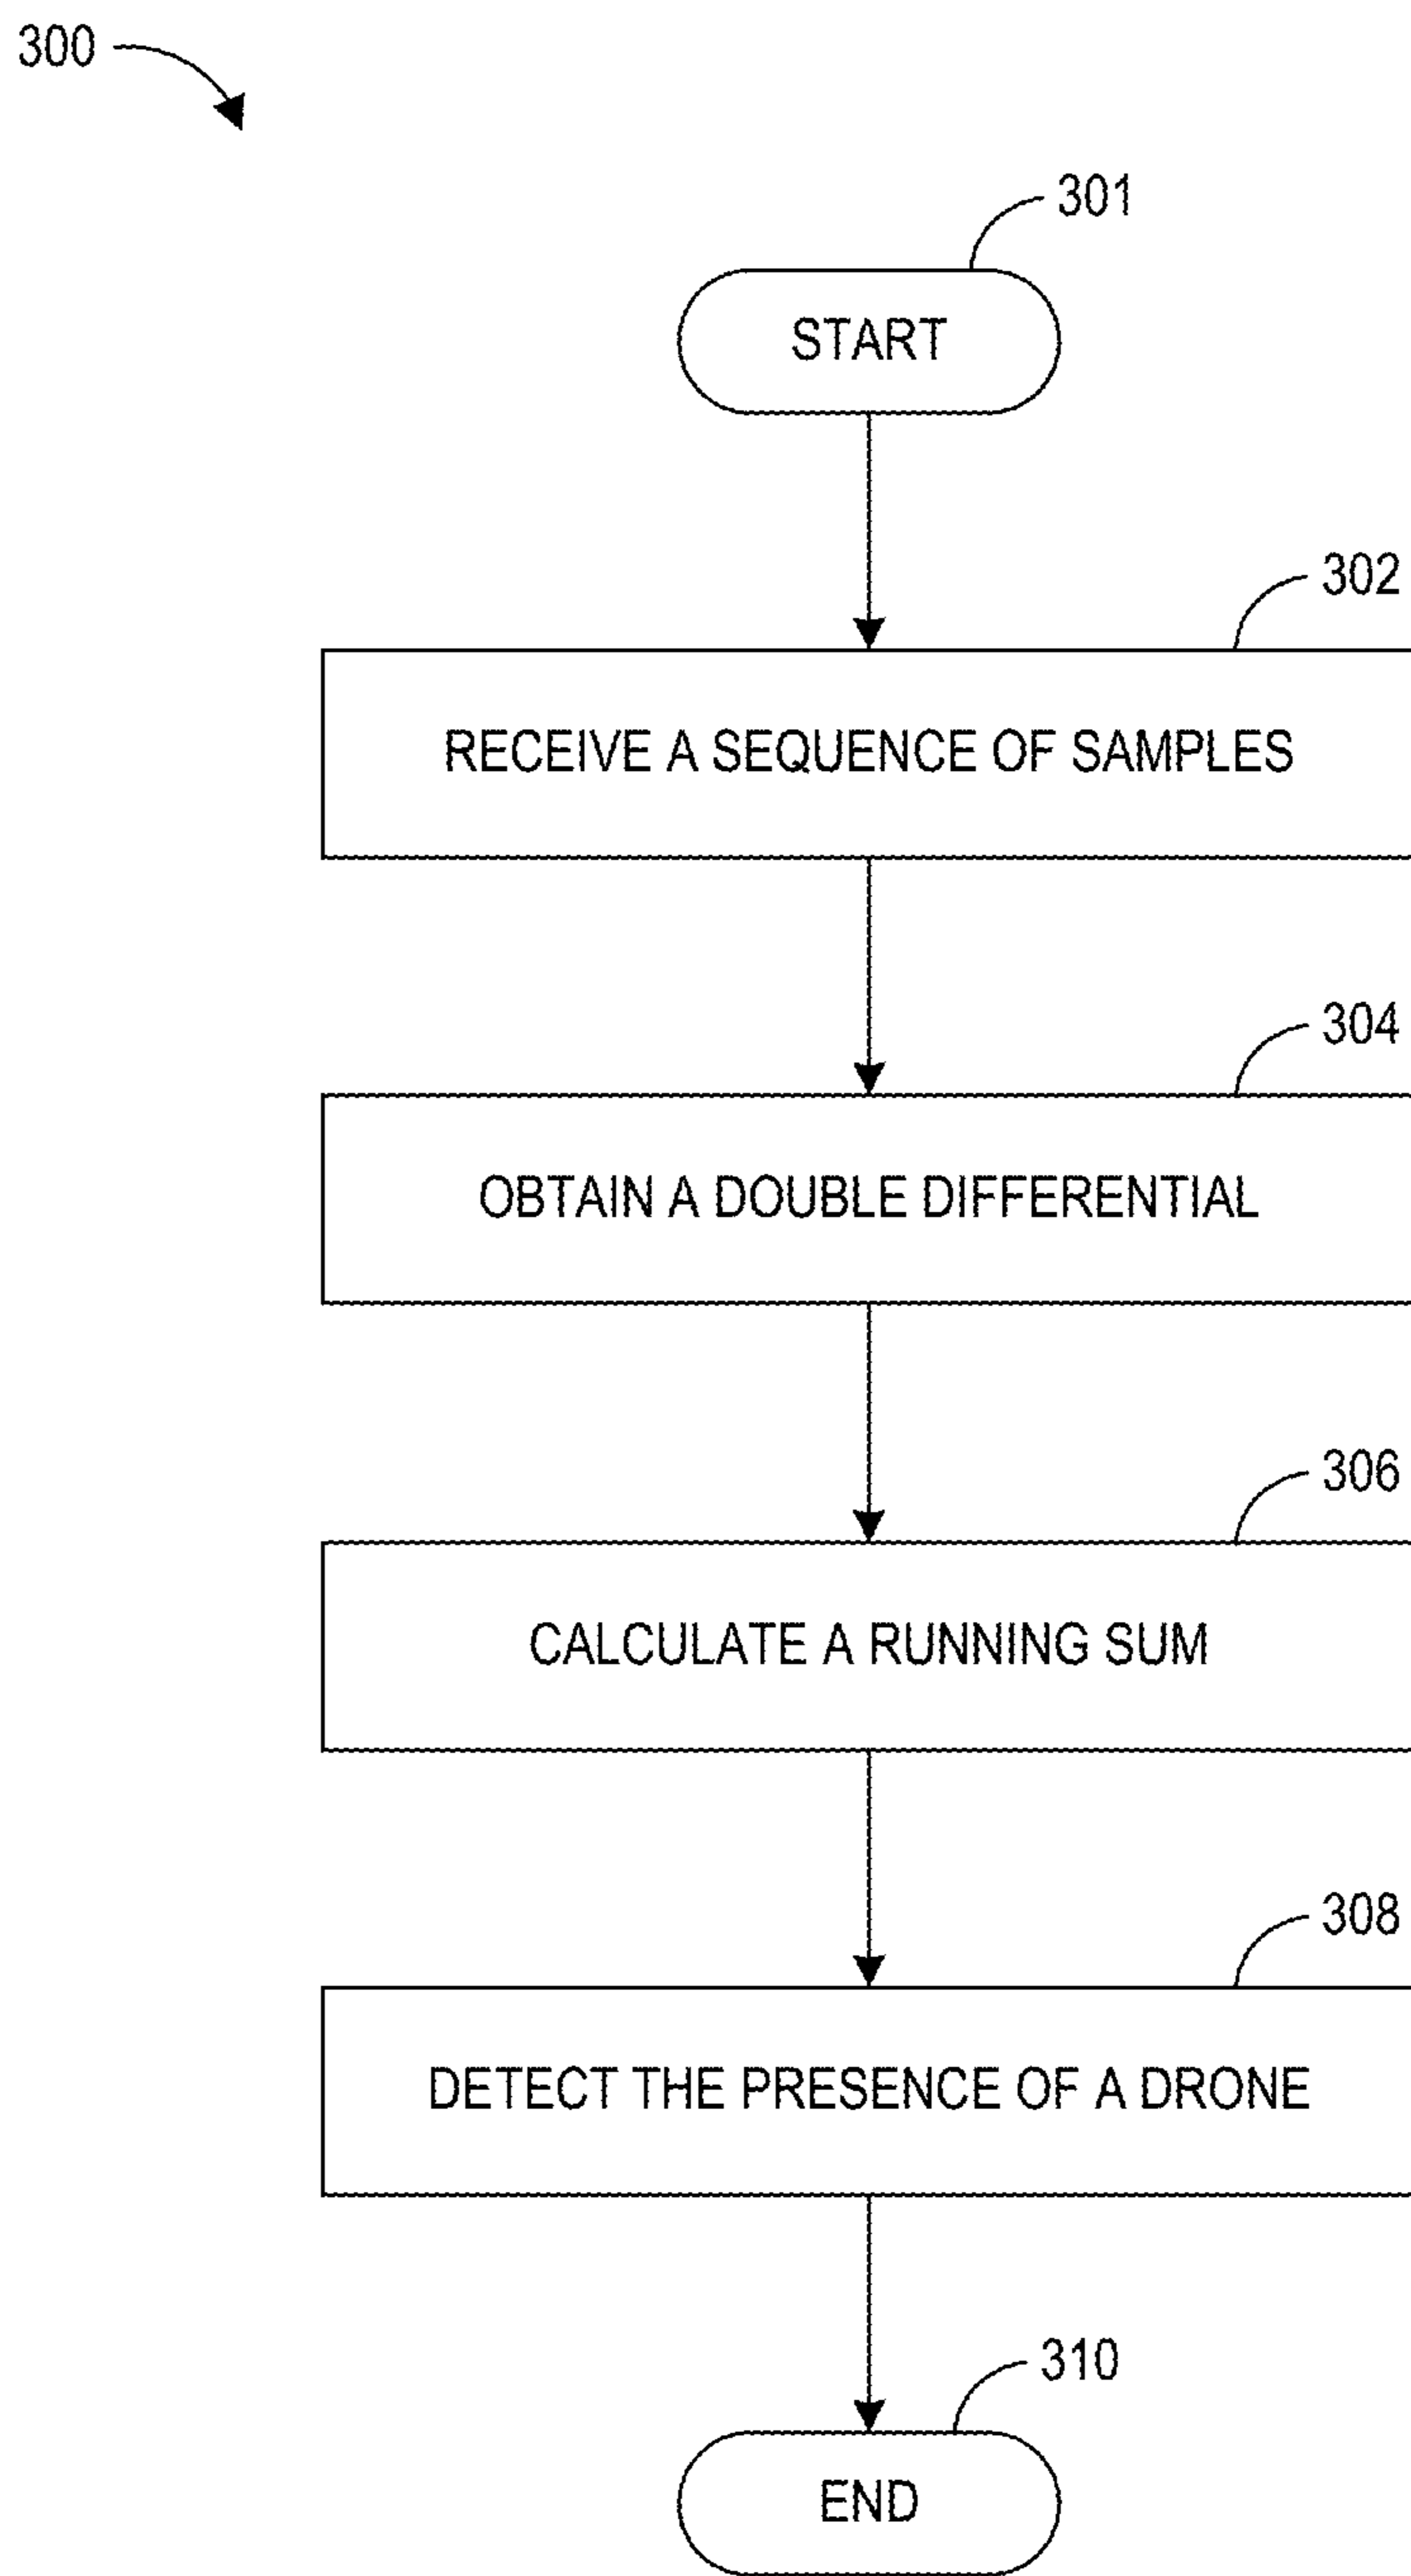 300
301
START
302
RECEIVE A SEQUENCE OF SAMPLES
304
OBTAIN A DOUBLE DIFFERENTIAL
306
CALCULATE A RUNNING SUM
308
DETECT THE PRESENCE OF A DRONE
310
END